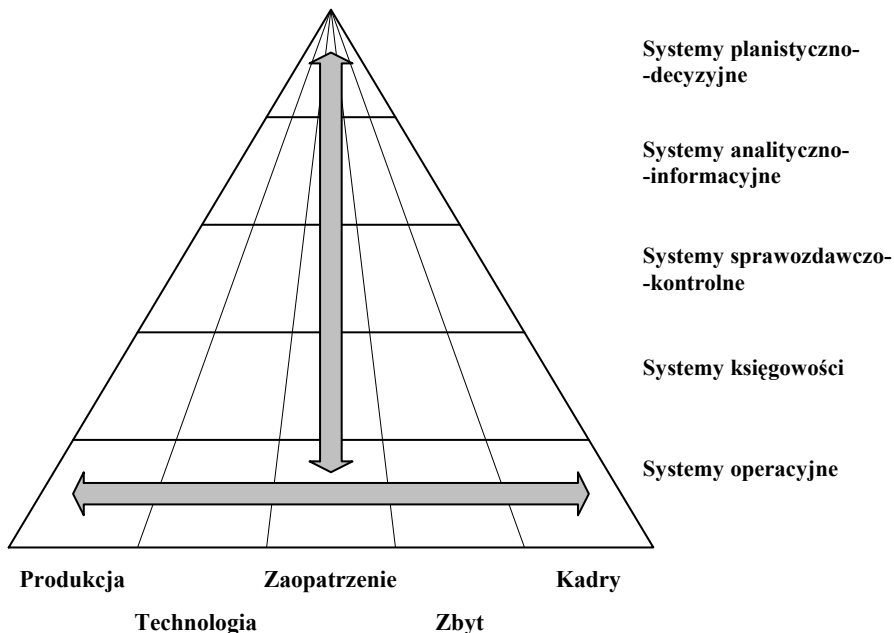 Systemy planistyczno-
-decyzyjne
Systemy analityczno-
-informacyjne
Systemy sprawozdawczo-
-kontrolne
Systemy księgowości
Systemy operacyjne
Produkcja Zaopatrzenie Kadry
Technologia Zbyt